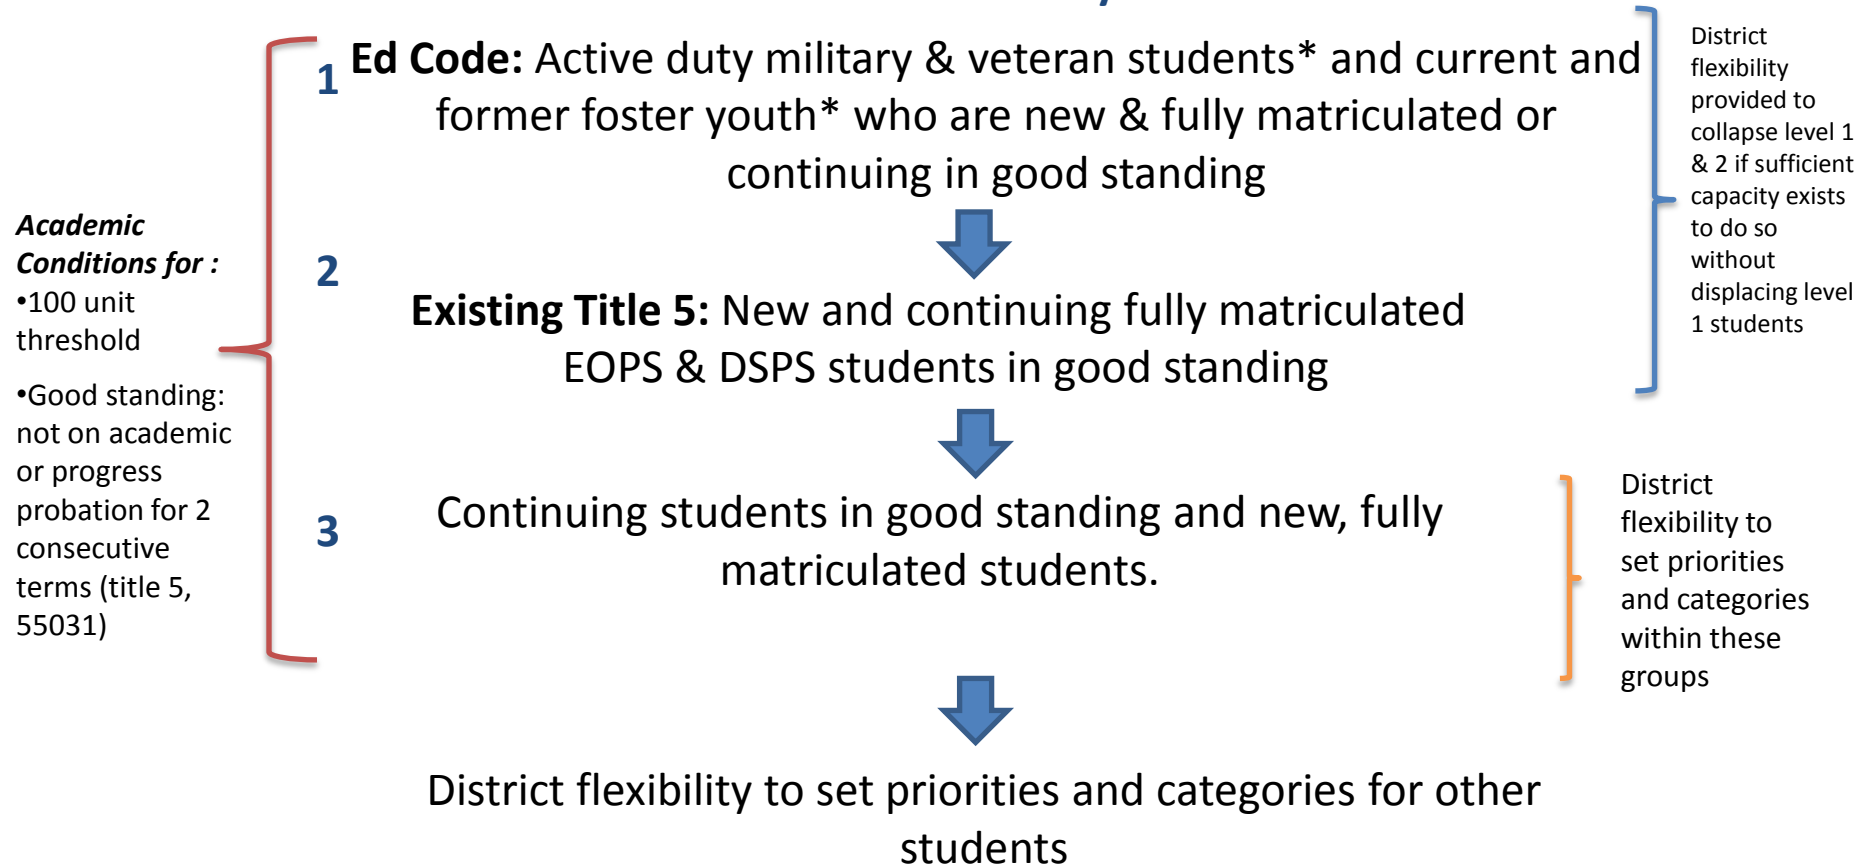 1
Ed Code: Active duty military & veteran students* and current and
former foster youth* who are new & fully matriculated or
continuing in good standing
District
flexibility
provided to
collapse level 1
& 2 if sufficient
capacity exists
to do so
without
displacing level
1 students
Academic
Conditions for :
•100 unit
threshold
•Good standing:
not on academic
or progress
probation for 2
consecutive
terms (title 5,
55031)
2
Existing Title 5: New and continuing fully matriculated
EOPS & DSPS students in good standing
3
Continuing students in good standing and new, fully
matriculated students.
District
flexibility to
set priorities
and categories
within these
groups
District flexibility to set priorities and categories for other
students